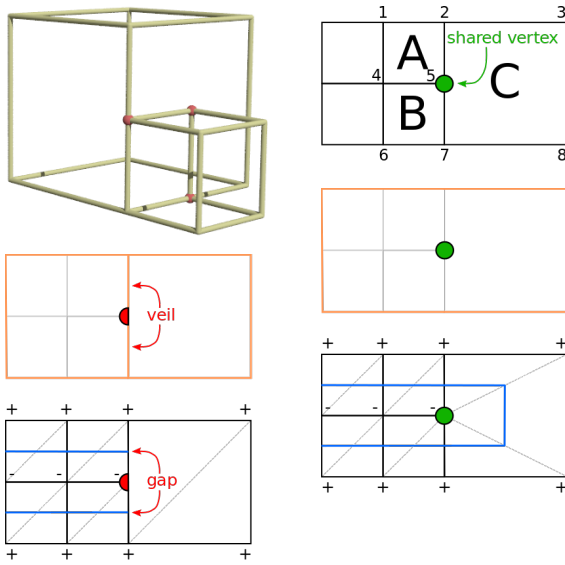 1 2 3
A shared vertex
4 5 C
B
6 7 8
veil
+ + + +
+ + + +
- - -
- - -
gap
+ + + +
+ + + +